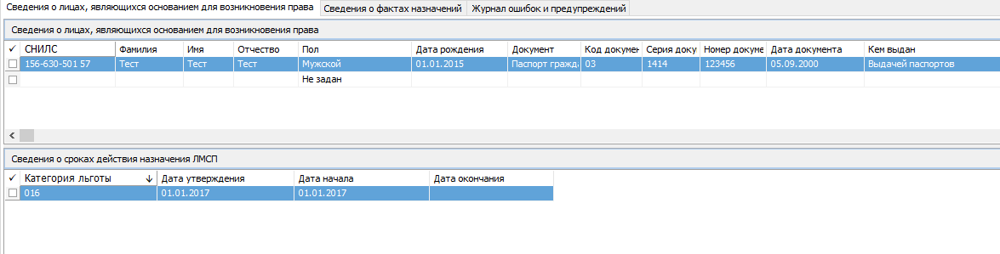 Сведения о лицах, являющихся основанием для возникновения права Сведения о фактах назначений Журнал ошибок и предупреждений
Сведения о лицах, являющихся основанием для возникновения права
✓ СНИЛС Фамилия Имя Отчество Пол Дата рождения Документ Код докумен Серия доку Номер докуме Дата документа Кем выдан
156-630-501 57 Тест Тест Тест Мужской 01.01.2015 Паспорт гражд 03 1414 123456 05.09.2000 Выдачей паспортов
Не задан
Сведения о сроках действия назначения ЛМСП
✓ Категория льготы Дата утверждения Дата начала Дата окончания
016 01.01.2017 01.01.2017